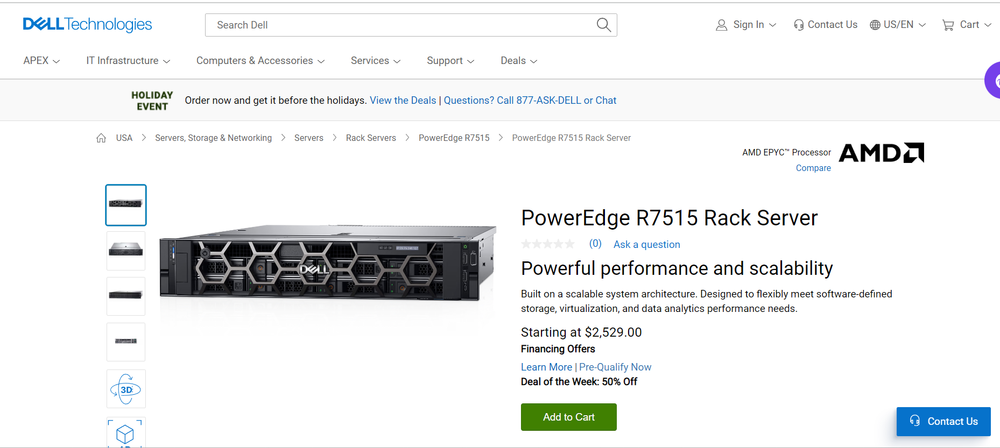 DELL Technologies
Search Dell
Sign In
Contact Us
US/EN
Cart
APEX
IT Infrastructure
Computers & Accessories
Services
Support
Deals
HOLIDAY
EVENT
Order now and get it before the holidays. View the Deals | Questions? Call 877-ASK-DELL or Chat
USA
Servers, Storage & Networking
Servers
Rack Servers
PowerEdge R7515
PowerEdge R7515 Rack Server
AMD EPYC™ Processor
AMD
Compare
DELL
3D
PowerEdge R7515 Rack Server
(0)
Ask a question
Powerful performance and scalability
Built on a scalable system architecture. Designed to flexibly meet software-defined
storage, virtualization, and data analytics performance needs.
Starting at $2,529.00
Financing Offers
Learn More | Pre-Qualify Now
Deal of the Week: 50% Off
Add to Cart
Contact Us